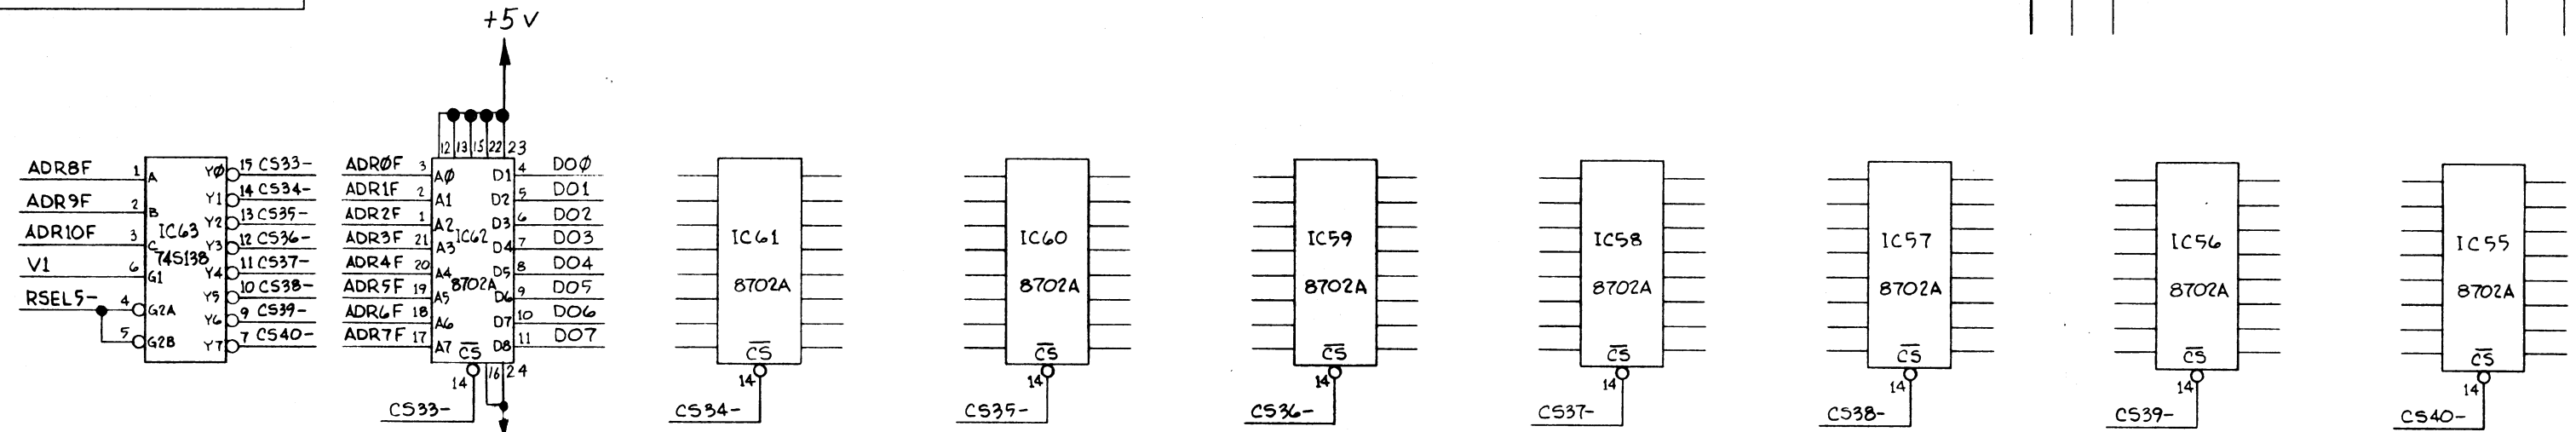 +5V
12 13 15 22 23
ADR8F 1 A YØ 15 CS33-
ADR9F 2 B Y1 14 CS34-
ADR10F 3 C Y2 13 CS35-
V1 6 G1 Y3 12 CS36-
RSEL5- 4 G2A Y4 11 CS37-
5 G2B Y5 10 CS38-
Y6 9 CS39-
Y7 7 CS40-
IC63
74S138
ADRØF 3 AØ D1 4 DOØ
ADR1F 2 A1 D2 5 DO1
ADR2F 1 A2 D3 6 DO2
ADR3F 21 A3 D4 7 DO3
ADR4F 20 A4 D5 8 DO4
ADR5F 19 A5 D6 9 DO5
ADR6F 18 A6 D7 10 DO6
ADR7F 17 A7 D8 11 DO7
IC62
8702A
CS
14 16 24
CS33-
IC61
8702A
CS
14
CS34-
IC60
8702A
CS
14
CS35-
IC59
8702A
CS
14
CS36-
IC58
8702A
CS
14
CS37-
IC57
8702A
CS
14
CS38-
IC56
8702A
CS
14
CS39-
IC55
8702A
CS
14
CS40-